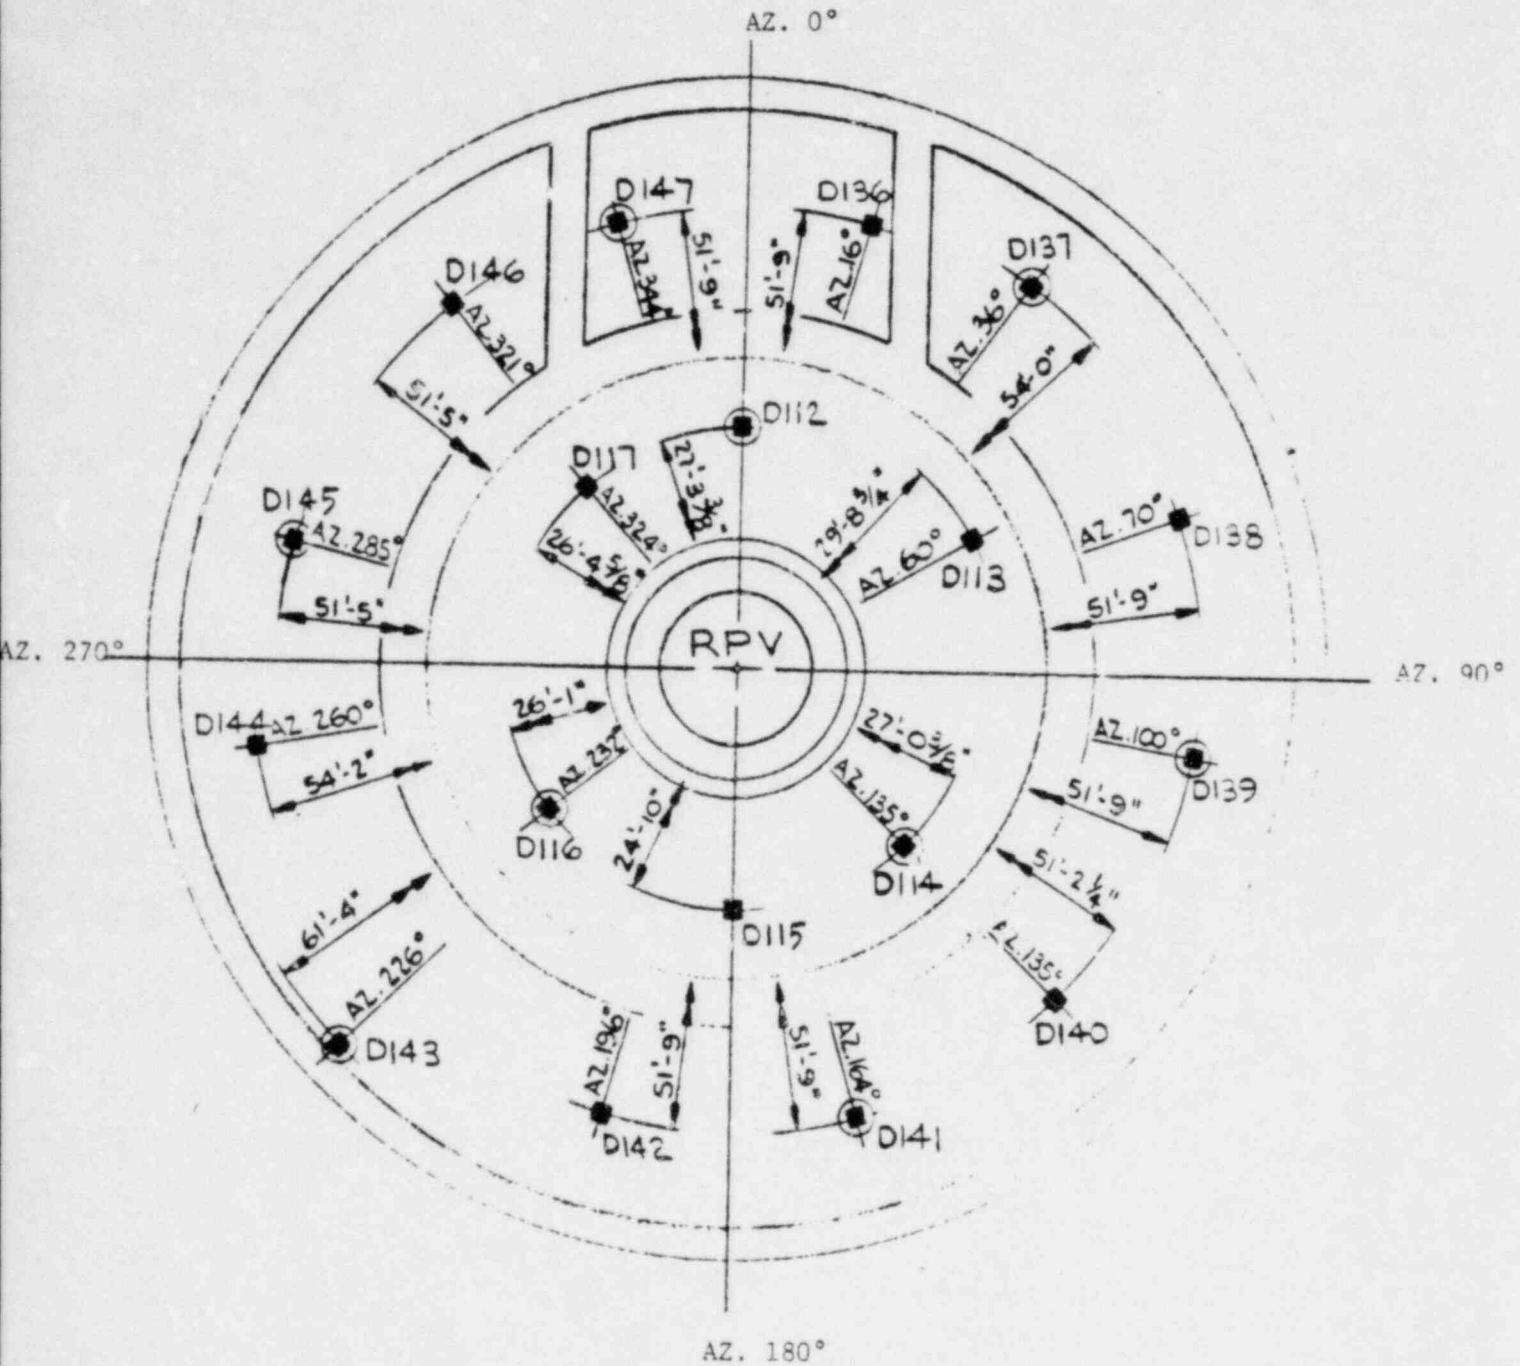 AZ. 0°
D147
D136
AZ.344°
51'-9"
51'-9"
AZ.16°
D137
AZ.36°
54'-0"
D146
AZ.321°
51'-5"
D112
27'-3 3/8"
D117
AZ.324°
26'-4 5/8"
29'-8 3/4"
AZ.60°
D113
D145
AZ.285°
51'-5"
AZ.70°
D138
51'-9"
RPV
AZ. 270°
AZ. 90°
D144
AZ 260°
54'-2"
26'-1"
AZ.232°
D116
27'-0 3/8"
AZ.135°
D114
AZ.100°
D139
51'-9"
24'-10"
D115
51'-2 1/4"
AZ.135°
D140
61'-4"
AZ.226°
D143
AZ.196°
51'-9"
D142
51'-9"
AZ.164°
D141
AZ. 180°